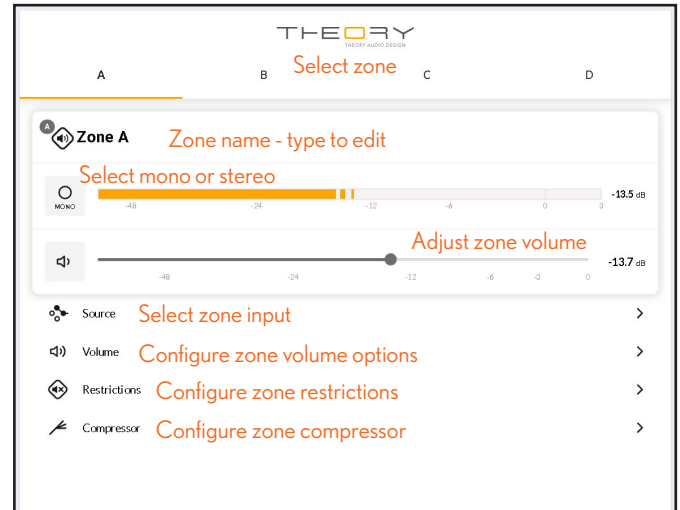 THEORY
THEORY AUDIO DESIGN
Select zone
A B C D
A
Zone A Zone name - type to edit
Select mono or stereo
MONO
-13.5 dB
-48 -24 -12 -6 0 3
Adjust zone volume
-13.7 dB
-48 -24 -12 -6 -3 0
Source Select zone input
Volume Configure zone volume options
Restrictions Configure zone restrictions
Compressor Configure zone compressor